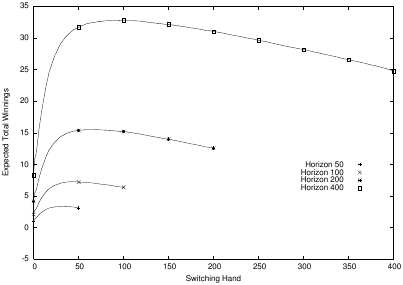 35
30
25
20
15
10
5
0
-5
Expected Total Winnings
Horizon 50
Horizon 100
Horizon 200
Horizon 400
0 50 100 150 200 250 300 350 400
Switching Hand